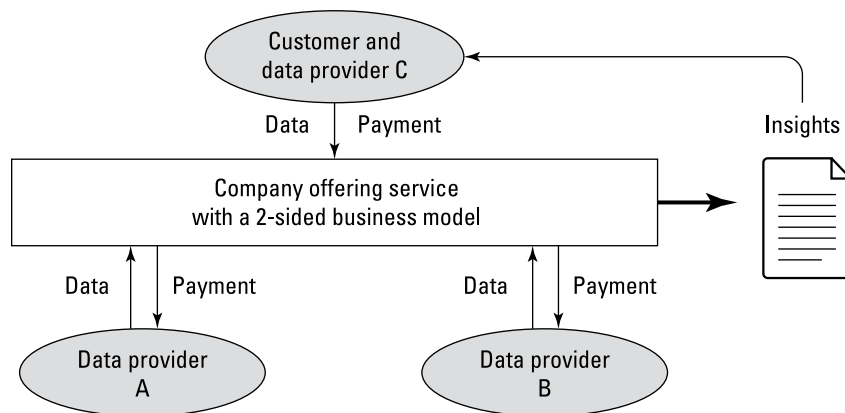 Customer and
data provider C
Data Payment
Insights
Company offering service
with a 2-sided business model
Data Payment
Data Payment
Data provider
A
Data provider
B